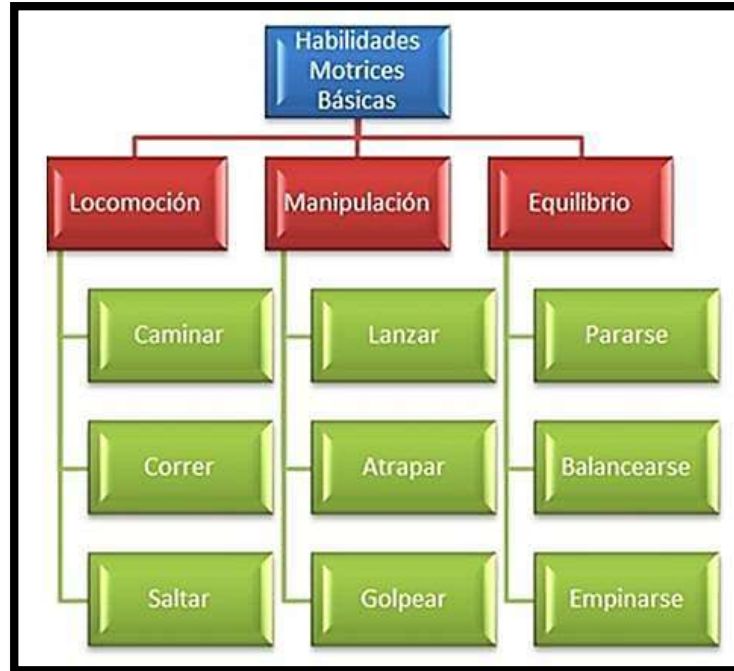 Habilidades
Motrices
Básicas
Locomoción
Manipulación
Equilibrio
Caminar
Lanzar
Pararse
Correr
Atrapar
Balancearse
Saltar
Golpear
Empinarse